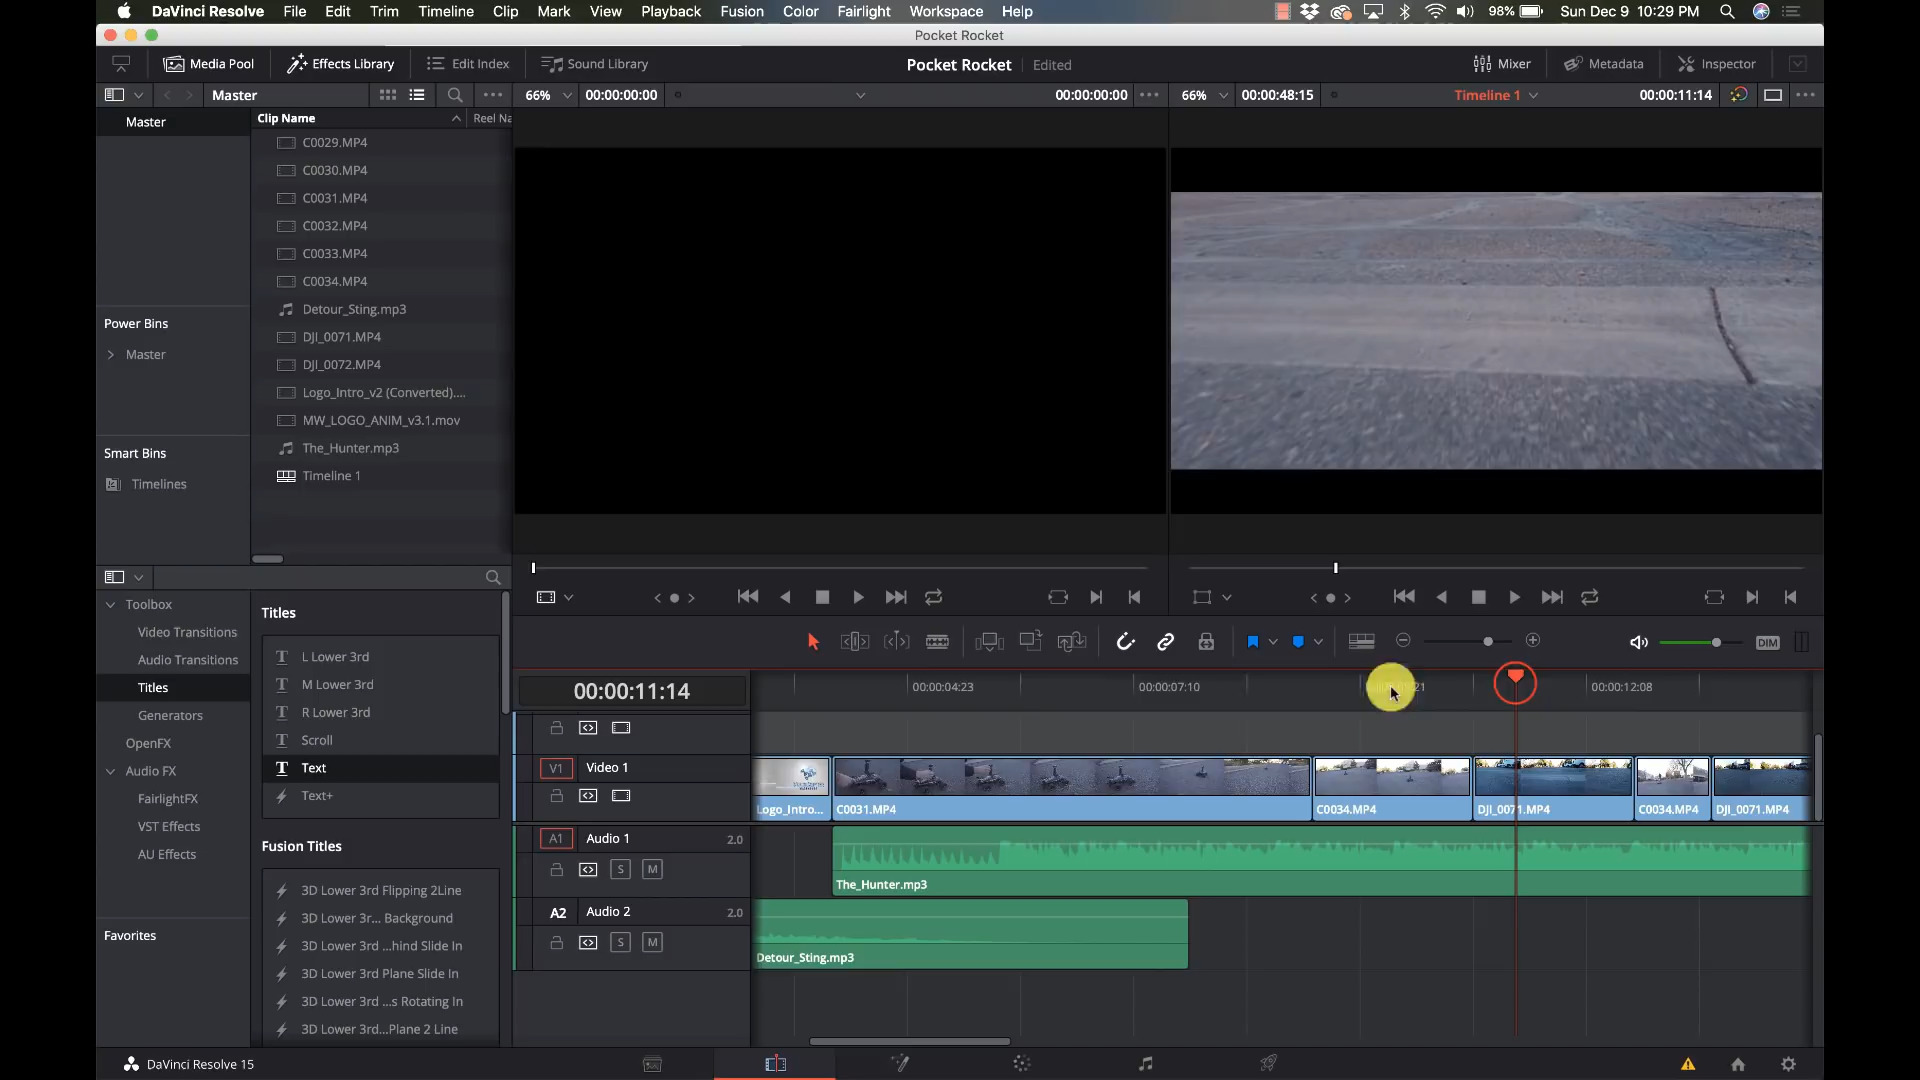 DaVinci Resolve File Edit Trim Timeline Clip Mark View Playback Fusion Color Fairlight Workspace Help 98% Sun Dec 9 10:29 PM
Pocket Rocket
Media Pool Effects Library Edit Index Sound Library Pocket Rocket Edited Mixer Metadata Inspector
Master 66% 00:00:00:00 00:00:00:00 66% 00:00:48:15 Timeline 1 00:00:11:14
Master
Clip Name Reel Na
C0029.MP4
C0030.MP4
C0031.MP4
C0032.MP4
C0033.MP4
C0034.MP4
Detour_Sting.mp3
DJI_0071.MP4
DJI_0072.MP4
Logo_Intro_v2 (Converted)....
MW_LOGO_ANIM_v3.1.mov
The_Hunter.mp3
Timeline 1
Power Bins
Master
Smart Bins
Timelines
Toolbox
Video Transitions
Audio Transitions
Titles
Generators
OpenFX
Audio FX
FairlightFX
VST Effects
AU Effects
Favorites
Titles
L Lower 3rd
M Lower 3rd
R Lower 3rd
Scroll
Text
Text+
Fusion Titles
3D Lower 3rd Flipping 2Line
3D Lower 3r... Background
3D Lower 3rd ...hind Slide In
3D Lower 3rd Plane Slide In
3D Lower 3rd ...s Rotating In
3D Lower 3rd...Plane 2 Line
DIM
00:00:11:14 00:00:04:23 00:00:07:10 00:00:12:08
V1 Video 1
Logo_Intro... C0031.MP4 C0034.MP4 DJI_0071.MP4 C0034.MP4 DJI_0071.MP4
A1 Audio 1 2.0
S M
The_Hunter.mp3
A2 Audio 2 2.0
S M
Detour_Sting.mp3
DaVinci Resolve 15